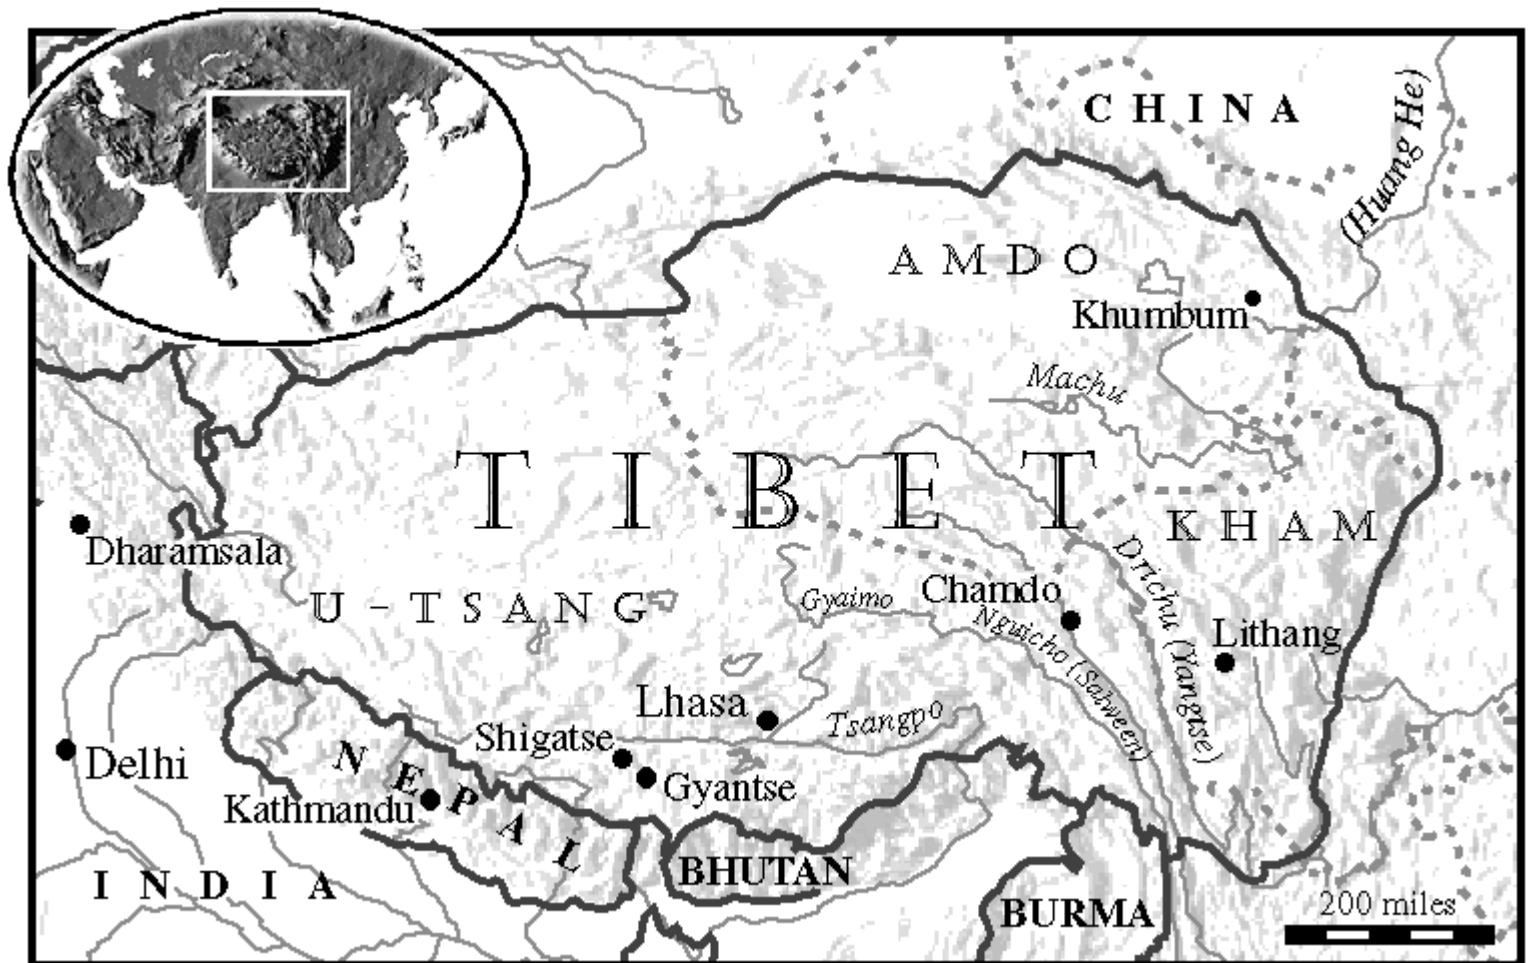 CHINA
(Huang He)
AMDO
Khumbum
Machu
TIBET
KHAM
Dharamsala
Drichu (Yangtse)
U-TSANG
Gyaimo
Chamdo
Nguicho (Salween)
Lithang
Lhasa
Tsangpo
Shigatse
Gyantse
Delhi
NEPAL
Kathmandu
BHUTAN
INDIA
BURMA
200 miles